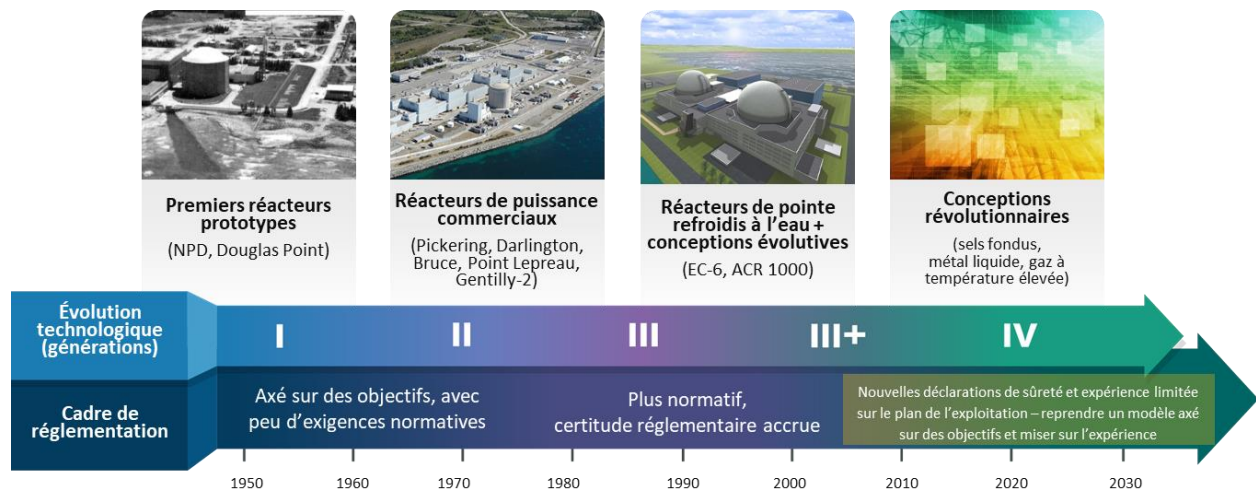 Premiers réacteurs
prototypes
(NPD, Douglas Point)
Réacteurs de puissance
commerciaux
(Pickering, Darlington,
Bruce, Point Lepreau,
Gentilly-2)
Réacteurs de pointe
refroidis à l’eau +
conceptions évolutives
(EC-6, ACR 1000)
Conceptions
révolutionnaires
(sels fondus,
métal liquide, gaz à
température élevée)
Évolution
technologique
(générations)
I
II
III
III+
IV
Cadre de
réglementation
Axé sur des objectifs, avec
peu d’exigences normatives
Plus normatif,
certitude réglementaire accrue
Nouvelles déclarations de sûreté et expérience limitée
sur le plan de l’exploitation – reprendre un modèle axé
sur des objectifs et miser sur l’expérience
1950 1960 1970 1980 1990 2000 2010 2020 2030